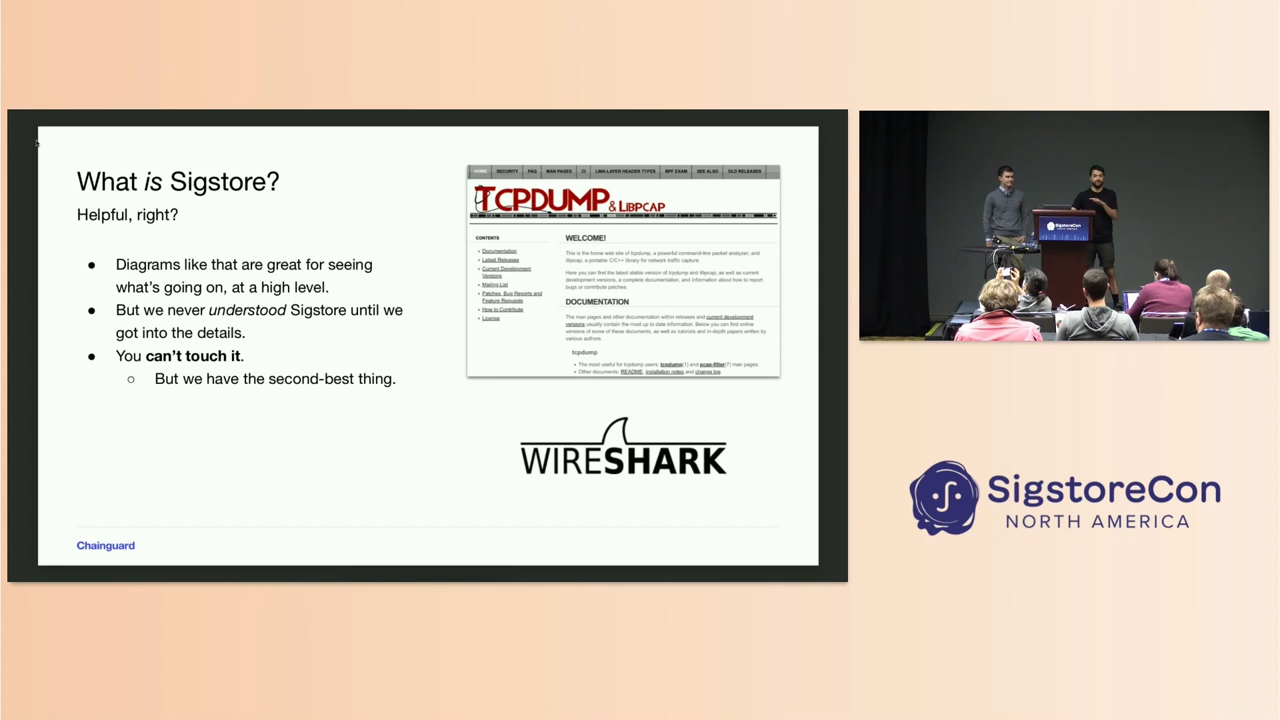 What is Sigstore?
Helpful, right?
● Diagrams like that are great for seeing
what's going on, at a high level.
● But we never understood Sigstore until we
got into the details.
● You can't touch it.
○ But we have the second-best thing.
Chainguard
HOME SECURITY FAQ MAN PAGES CI LINK-LAYER HEADER TYPES BPF EXAM SEE ALSO OLD RELEASES
TCPDUMP & LIBPCAP
CONTENTS
Documentation
Latest Releases
Current Development
Versions
Mailing List
Patches, Bug Reports and
Feature Requests
How to Contribute
License
WELCOME!
This is the home web site of tcpdump, a powerful command-line packet analyzer; and
libpcap, a portable C/C++ library for network traffic capture.
Here you can find the latest stable version of tcpdump and libpcap, as well as current
development versions, a complete documentation, and information about how to report
bugs or contribute patches.
DOCUMENTATION
The man pages and other documentation within releases and current development
versions usually contain the most up to date information. Below you can find online
versions of some of these documents, as well as tutorials and in-depth papers written by
various authors.
tcpdump
• The most useful for tcpdump users: tcpdump(1) and pcap-filter(7) man pages.
• Other documents: README, installation notes and change log.
WIRESHARK
SigstoreCon
NORTH AMERICA
SigstoreCon
NORTH AMERICA